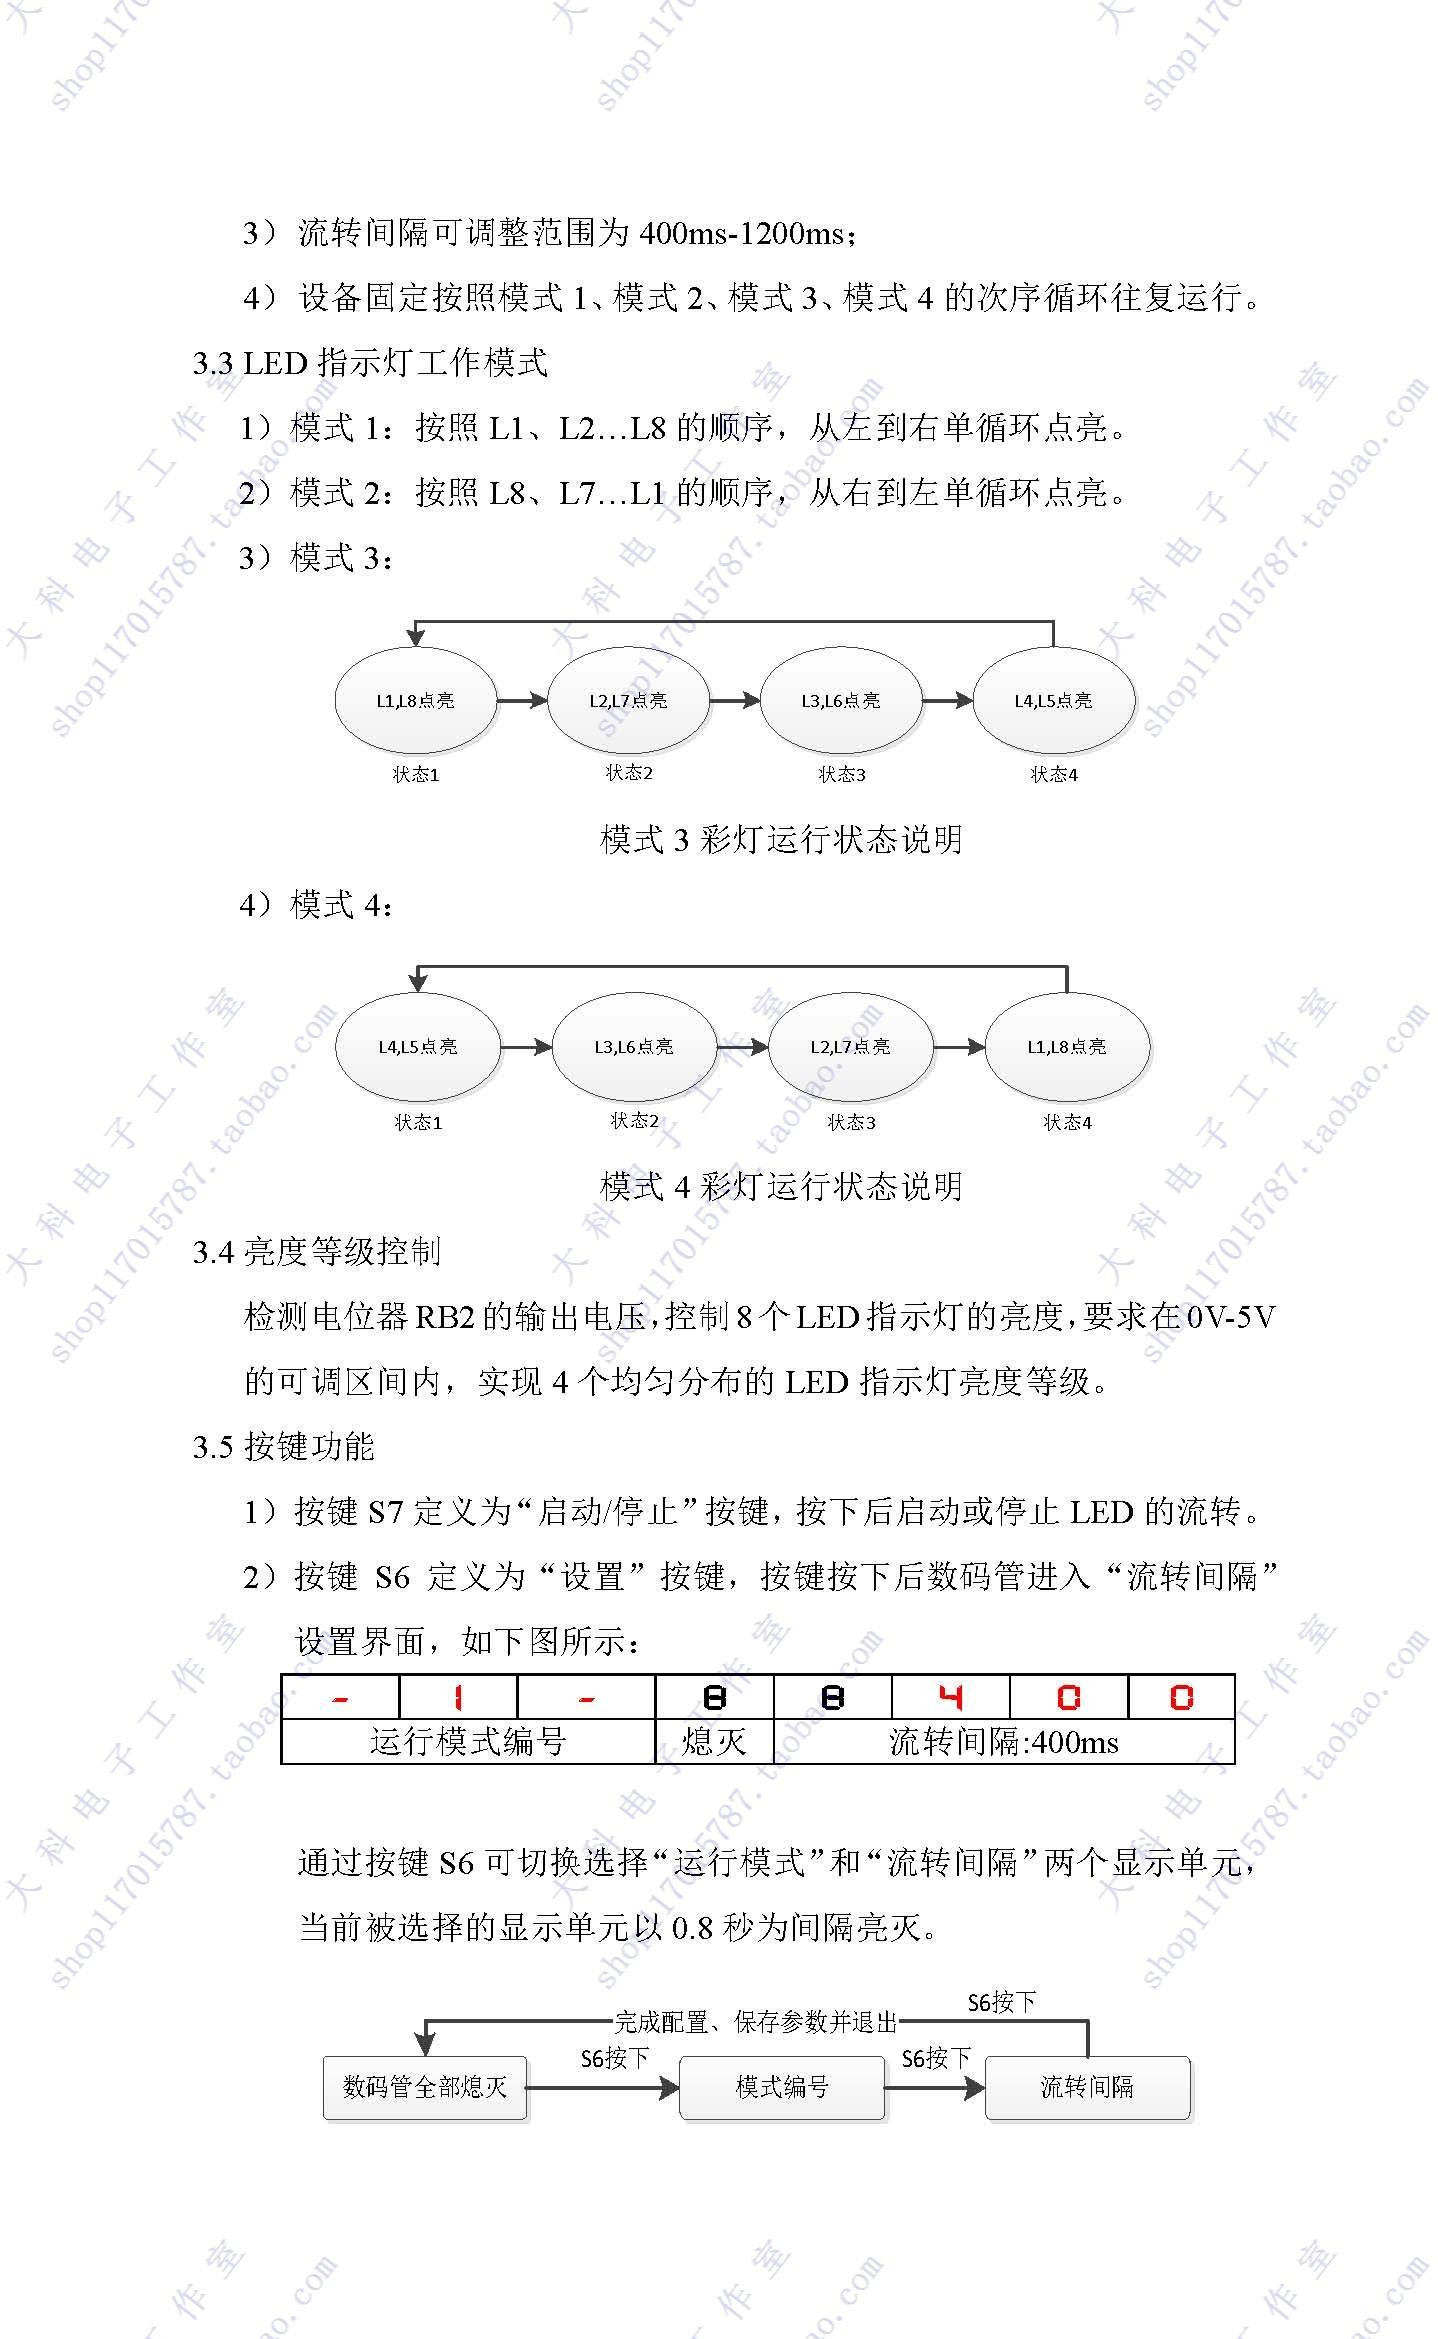 3） 流转间隔可调整范围为 400ms-1200ms；
4） 设备固定按照模式 1、模式 2、模式 3、模式 4 的次序循环往复运行。
3.3 LED 指示灯工作模式
1）模式 1：按照 L1、L2…L8 的顺序，从左到右单循环点亮。
2）模式 2：按照 L8、L7…L1 的顺序，从右到左单循环点亮。
3）模式 3：
L1,L8点亮 L2,L7点亮 L3,L6点亮 L4,L5点亮
状态1 状态2 状态3 状态4
模式 3 彩灯运行状态说明
4）模式 4：
L4,L5点亮 L3,L6点亮 L2,L7点亮 L1,L8点亮
状态1 状态2 状态3 状态4
模式 4 彩灯运行状态说明
3.4 亮度等级控制
检测电位器 RB2 的输出电压，控制 8 个 LED 指示灯的亮度，要求在 0V-5V
的可调区间内，实现 4 个均匀分布的 LED 指示灯亮度等级。
3.5 按键功能
1）按键 S7 定义为“启动/停止”按键，按下后启动或停止 LED 的流转。
2）按键 S6 定义为“设置”按键，按键按下后数码管进入“流转间隔”
设置界面，如下图所示：
- 1 - 8 8 4 0 0
运行模式编号 熄灭 流转间隔:400ms
通过按键 S6 可切换选择“运行模式”和“流转间隔”两个显示单元，
当前被选择的显示单元以 0.8 秒为间隔亮灭。
S6按下
完成配置、保存参数并退出
S6按下 S6按下
数码管全部熄灭 模式编号 流转间隔
大科电子工作室
shop117015787.taobao.com